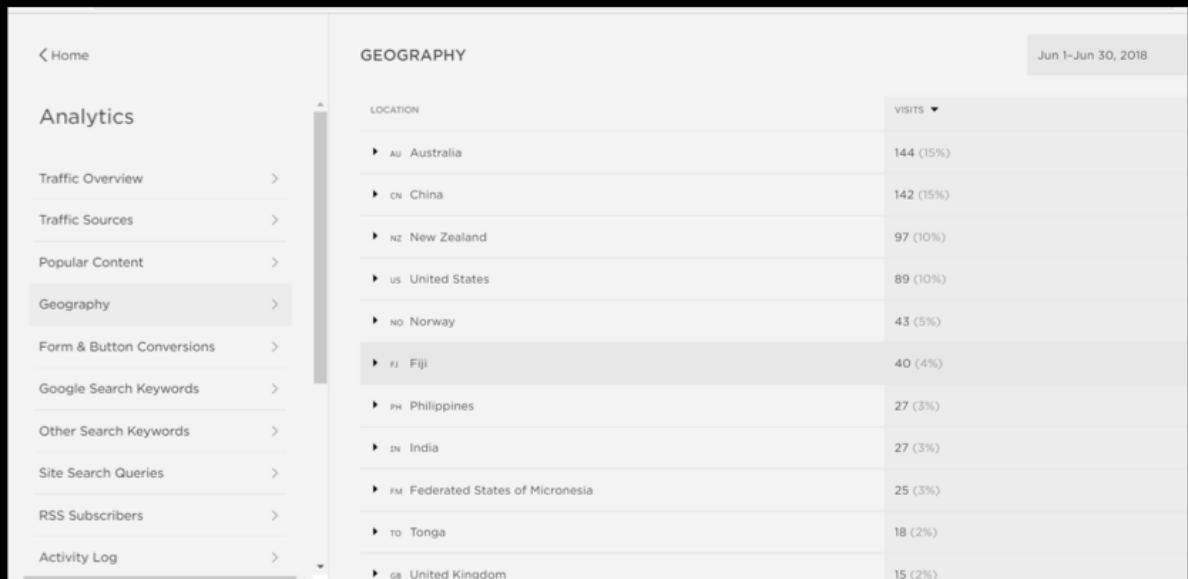 Home
Analytics
Traffic Overview
Traffic Sources
Popular Content
Geography
Form & Button Conversions
Google Search Keywords
Other Search Keywords
Site Search Queries
RSS Subscribers
Activity Log
GEOGRAPHY
Jun 1–Jun 30, 2018
LOCATION VISITS
AU Australia 144 (15%)
CN China 142 (15%)
NZ New Zealand 97 (10%)
US United States 89 (10%)
NO Norway 43 (5%)
FJ Fiji 40 (4%)
PH Philippines 27 (3%)
IN India 27 (3%)
FM Federated States of Micronesia 25 (3%)
TO Tonga 18 (2%)
GB United Kingdom 15 (2%)